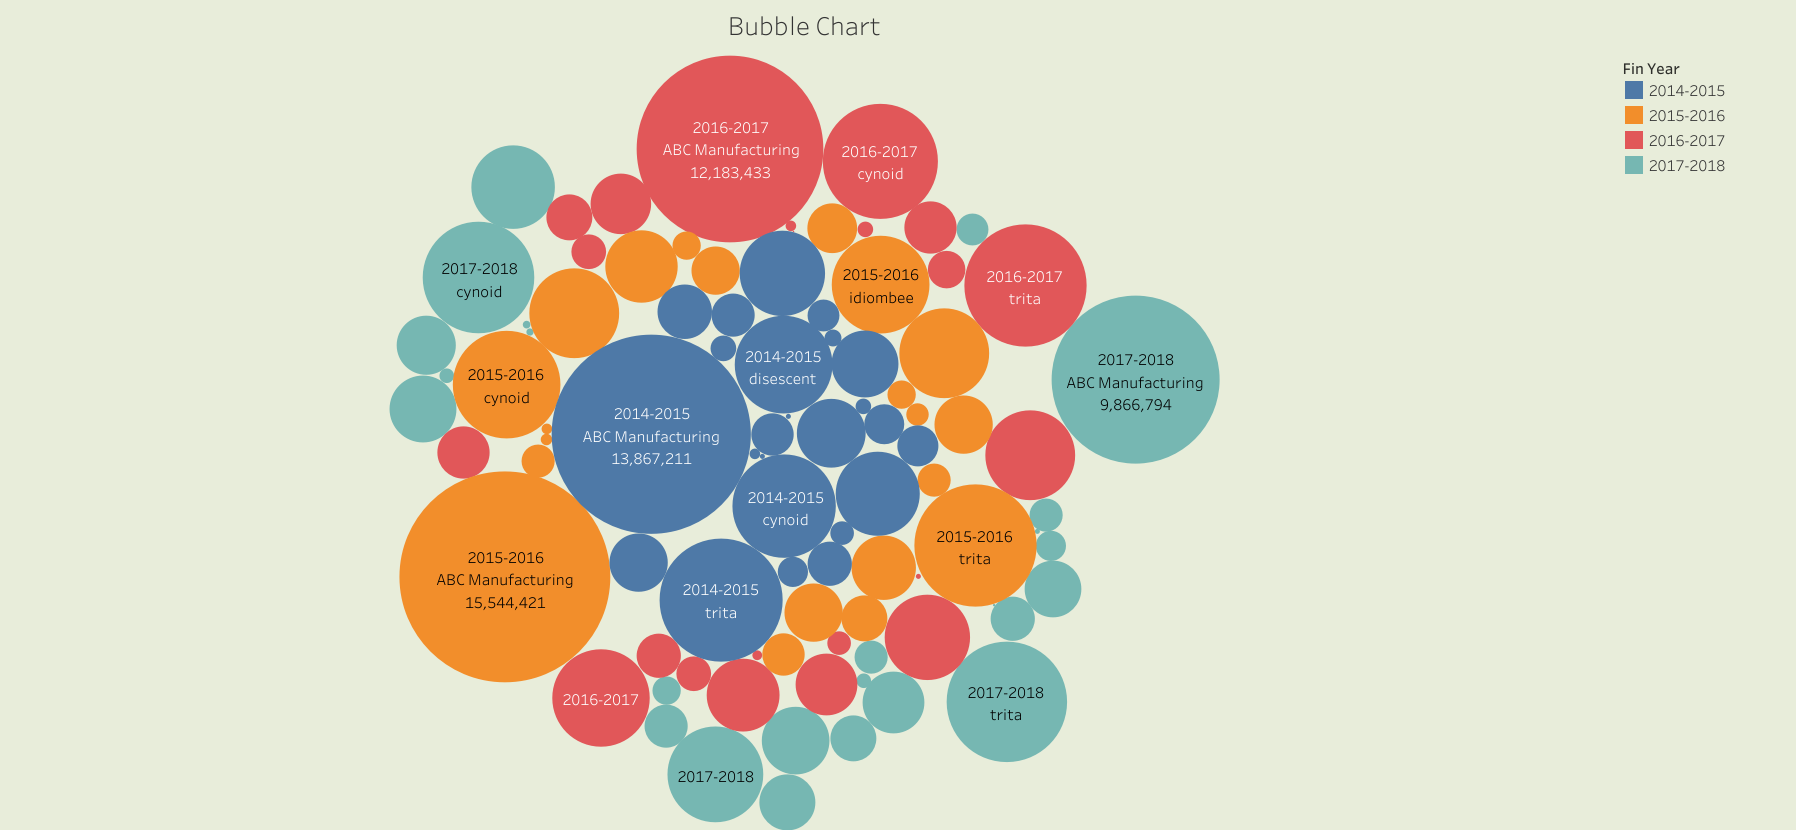 Bubble Chart
Fin Year
2014-2015
2015-2016
2016-2017
2017-2018
2016-2017
ABC Manufacturing
12,183,433
2016-2017
cynoid
2017-2018
cynoid
2015-2016
idiombee
2016-2017
trita
2014-2015
disescent
2017-2018
ABC Manufacturing
9,866,794
2015-2016
cynoid
2014-2015
ABC Manufacturing
13,867,211
2014-2015
cynoid
2015-2016
trita
2015-2016
ABC Manufacturing
15,544,421
2014-2015
trita
2016-2017
2017-2018
trita
2017-2018